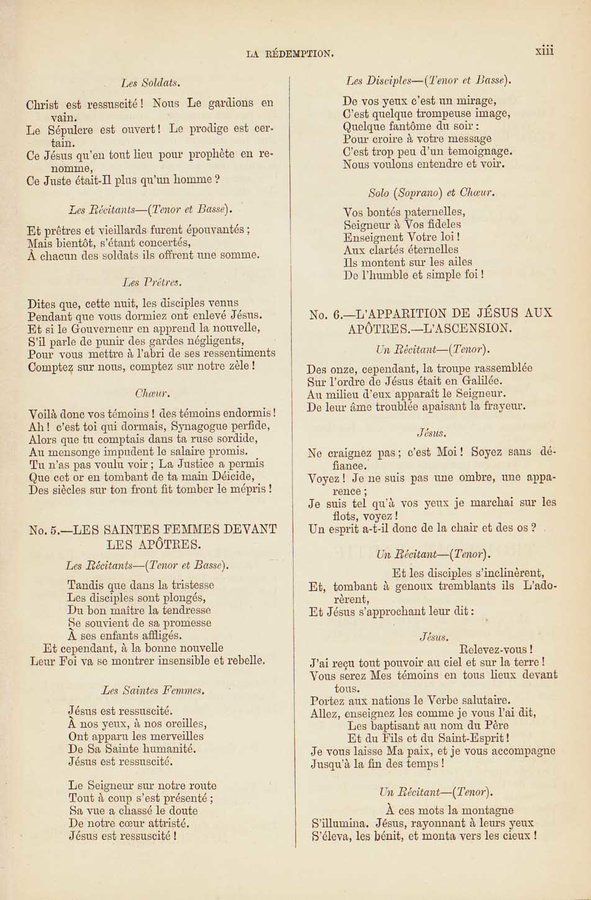 LA RÉDEMPTION.
xiii
Les Soldats.
Christ est ressuscité ! Nous Le gardions en
vain.
Le Sépulcre est ouvert ! Le prodige est cer-
tain.
Ce Jésus qu'en tout lieu pour prophète en re-
nomme,
Ce Juste était-Il plus qu'un homme ?
Les Récitants—(Tenor et Basse).
Et prêtres et vieillards furent épouvantés ;
Mais bientôt, s'étant concertés,
À chacun des soldats ils offrent une somme.
Les Prêtres.
Dites que, cette nuit, les disciples venus
Pendant que vous dormiez ont enlevé Jésus.
Et si le Gouverneur en apprend la nouvelle,
S'il parle de punir des gardes négligents,
Pour vous mettre à l'abri de ses ressentiments
Comptez sur nous, comptez sur notre zèle !
Chœur.
Voilà donc vos témoins ! des témoins endormis !
Ah ! c'est toi qui dormais, Synagogue perfide,
Alors que tu comptais dans ta ruse sordide,
Au mensonge impudent le salaire promis.
Tu n'as pas voulu voir ; La Justice a permis
Que cet or en tombant de ta main Déicide,
Des siècles sur ton front fit tomber le mépris !
No. 5.—LES SAINTES FEMMES DEVANT
LES APÔTRES.
Les Récitants—(Tenor et Basse).
Tandis que dans la tristesse
Les disciples sont plongés,
Du bon maître la tendresse
Se souvient de sa promesse
À ses enfants affligés.
Et cependant, à la bonne nouvelle
Leur Foi va se montrer insensible et rebelle.
Les Saintes Femmes.
Jésus est ressuscité.
À nos yeux, à nos oreilles,
Ont apparu les merveilles
De Sa Sainte humanité.
Jésus est ressuscité.
Le Seigneur sur notre route
Tout à coup s'est présenté ;
Sa vue a chassé le doute
De notre cœur attristé.
Jésus est ressuscité !
Les Disciples—(Tenor et Basse).
De vos yeux c'est un mirage,
C'est quelque trompeuse image,
Quelque fantôme du soir :
Pour croire à votre message
C'est trop peu d'un temoignage.
Nous voulons entendre et voir.
Solo (Soprano) et Chœur.
Vos bontés paternelles,
Seigneur à Vos fideles
Enseignent Votre loi !
Aux clartés éternelles
Ils montent sur les ailes
De l'humble et simple foi !
No. 6.—L'APPARITION DE JÉSUS AUX
APÔTRES.—L'ASCENSION.
Un Récitant—(Tenor).
Des onze, cependant, la troupe rassemblée
Sur l'ordre de Jésus était en Galilée.
Au milieu d'eux apparaît le Seigneur.
De leur âme troublée apaisant la frayeur.
Jésus.
Ne craignez pas ; c'est Moi ! Soyez sans dé-
fiance.
Voyez ! Je ne suis pas une ombre, une appa-
rence ;
Je suis tel qu'à vos yeux je marchai sur les
flots, voyez !
Un esprit a-t-il donc de la chair et des os ?
Un Récitant—(Tenor).
Et les disciples s'inclinèrent,
Et, tombant à genoux tremblants ils L'ado-
rèrent,
Et Jésus s'approchant leur dit :
Jésus.
Relevez-vous !
J'ai reçu tout pouvoir au ciel et sur la terre !
Vous serez Mes témoins en tous lieux devant
tous.
Portez aux nations le Verbe salutaire.
Allez, enseignez les comme je vous l'ai dit,
Les baptisant au nom du Père
Et du Fils et du Saint-Esprit !
Je vous laisse Ma paix, et je vous accompagne
Jusqu'à la fin des temps !
Un Récitant—(Tenor).
À ces mots la montagne
S'illumina. Jésus, rayonnant à leurs yeux
S'éleva, les bénit, et monta vers les cieux !